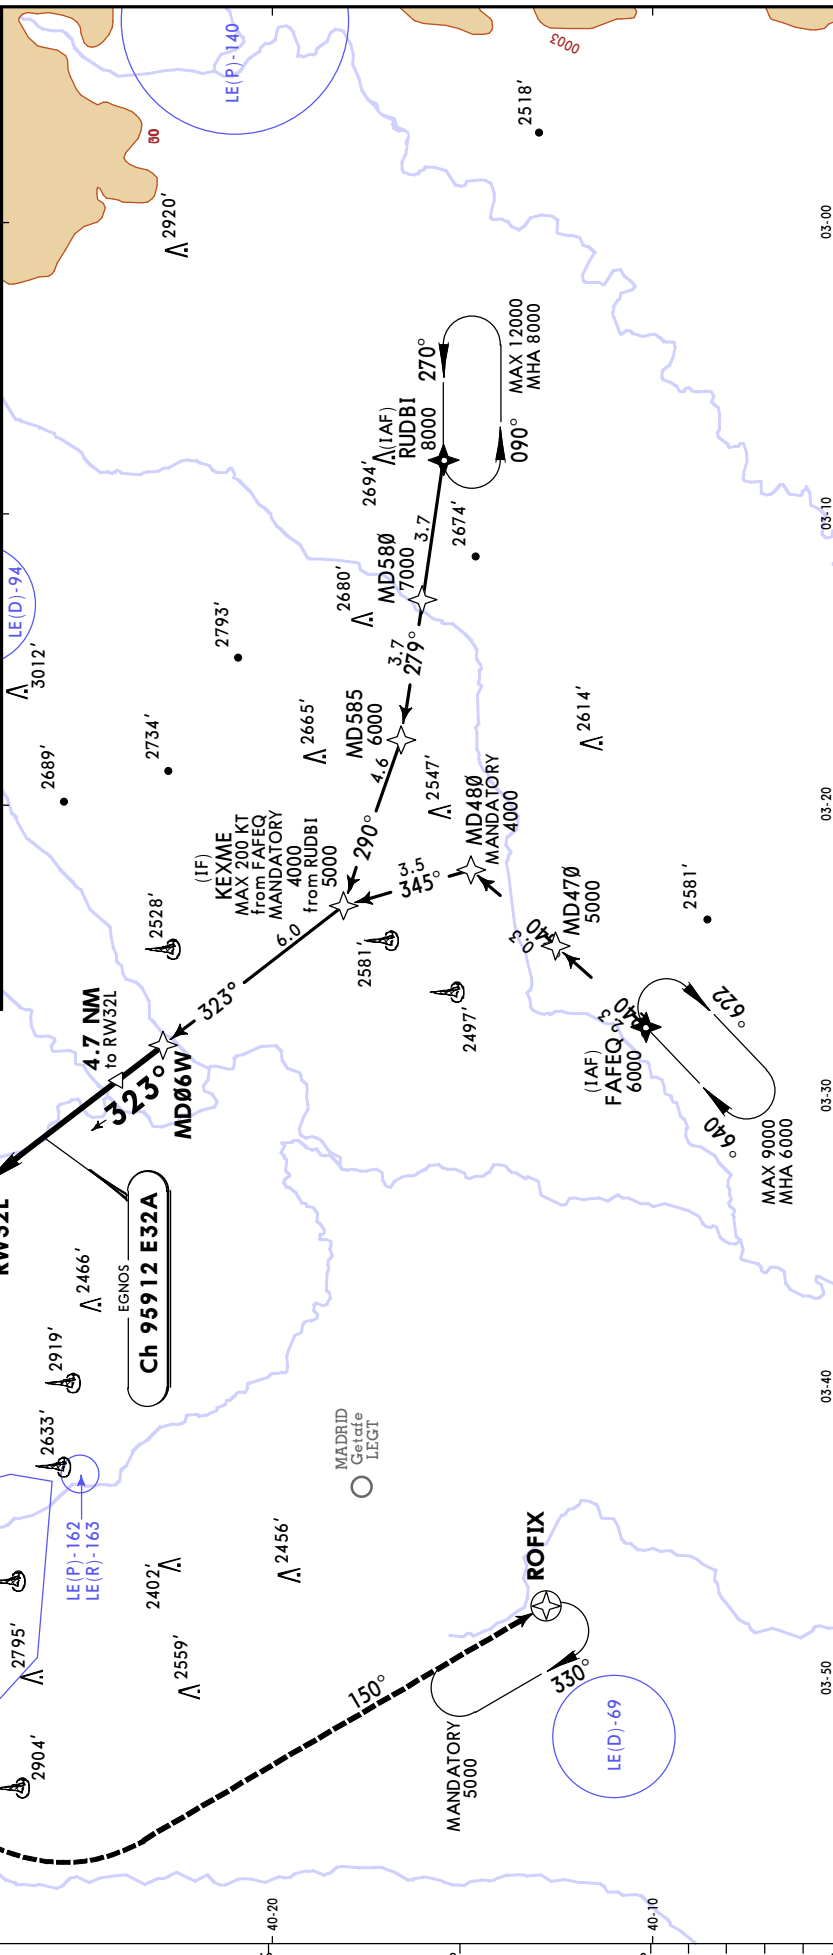 LE(P)-140
3000
2518'
2920'
03-00
MAX 12000
MHA 8000
270°
090°
(IAF)
RUDBI
8000
2694'
3.7
2674'
03-10
MD580
7000
LE(D)-94
2680'
3.7
279°
3012'
2793'
2665'
MD585
6000
2614'
2689'
2734'
4.6
2547'
MD480
MANDATORY
4000
03-20
(IF)
KEXME
MAX 200 KT
from FAFEQ
MANDATORY
4000
from RUDBI
5000
290°
3.5
345°
2528'
6.0
2581'
MD470
5000
2581'
2497'
323°
4.7 NM
to RW32L
323°
MD06W
(IAF)
FAFEQ
6000
03-30
MAX 9000
MHA 6000
RW32L
EGNOS
Ch 95912 E32A
2466'
2919'
03-40
2633'
MADRID
Getafe
LEGT
LE(P)-162
LE(R)-163
2402'
2456'
ROFIX
2795'
2559'
150°
330°
03-50
MANDATORY
5000
LE(D)-69
2904'
40-20
40-10